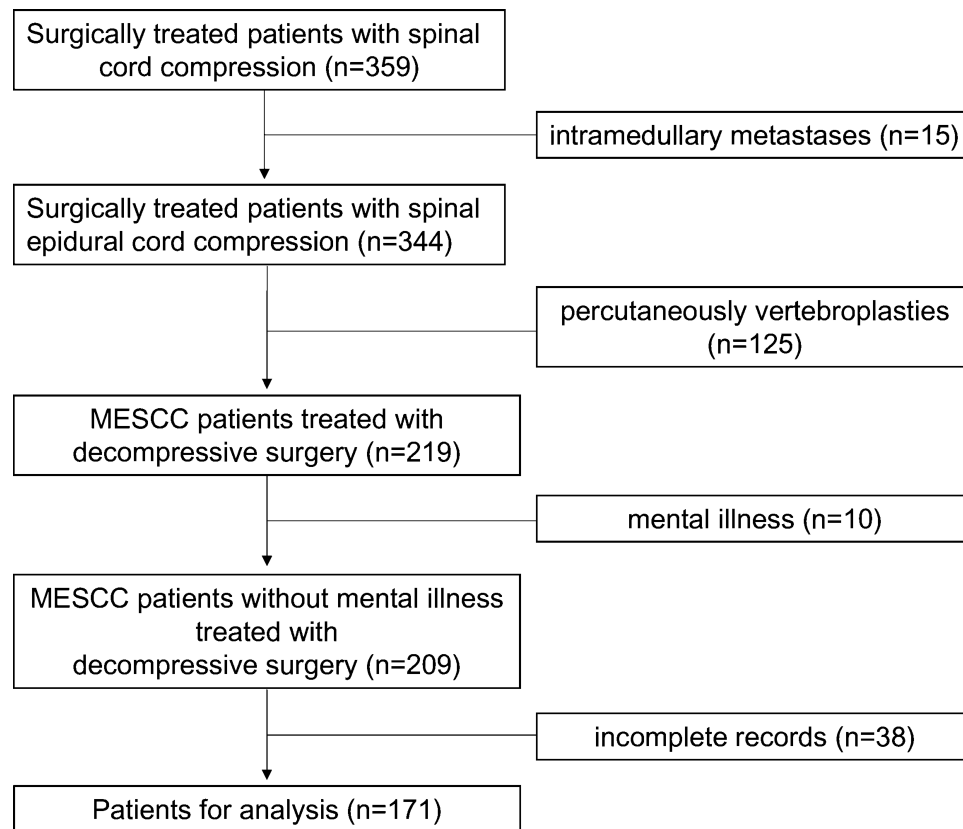 Surgically treated patients with spinal
cord compression (n=359)
intramedullary metastases (n=15)
Surgically treated patients with spinal
epidural cord compression (n=344)
percutaneously vertebroplasties
(n=125)
MESCC patients treated with
decompressive surgery (n=219)
mental illness (n=10)
MESCC patients without mental illness
treated with
decompressive surgery (n=209)
incomplete records (n=38)
Patients for analysis (n=171)